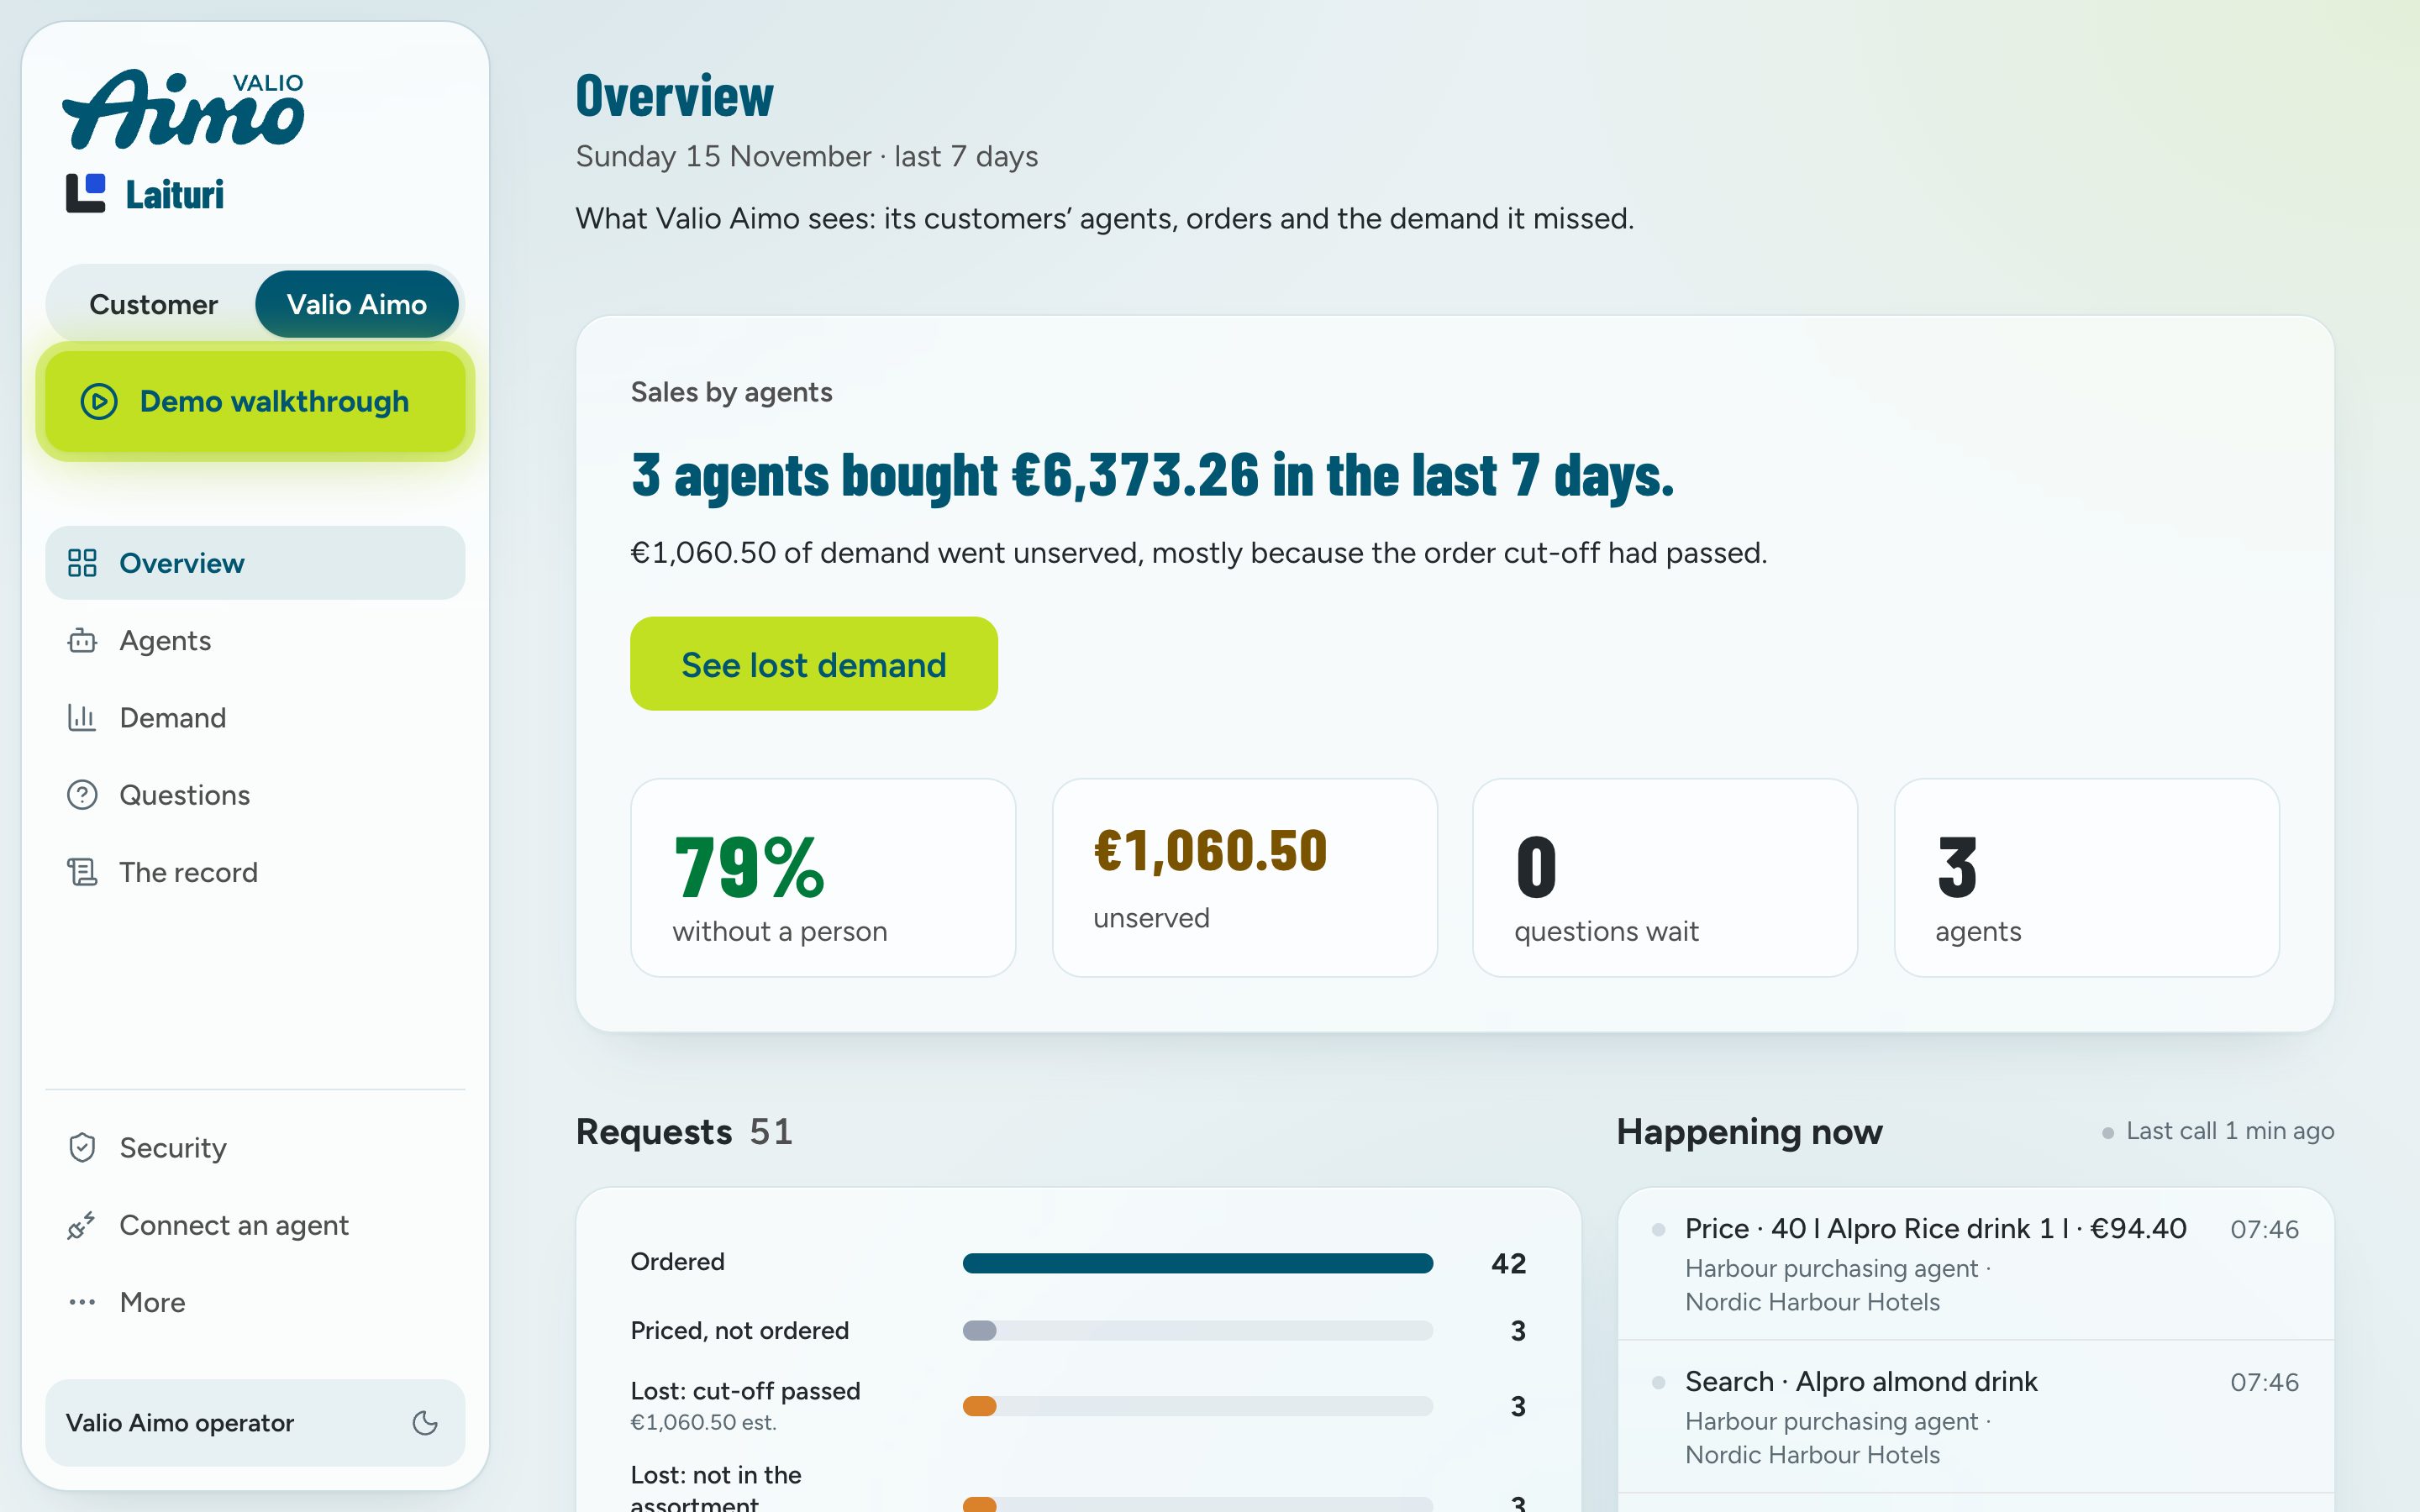 VALIO
Aimo
Laituri
Customer
Valio Aimo
Demo walkthrough
Overview
Agents
Demand
Questions
The record
Security
Connect an agent
More
Valio Aimo operator
Overview
Sunday 15 November · last 7 days
What Valio Aimo sees: its customers’ agents, orders and the demand it missed.
Sales by agents
3 agents bought €6,373.26 in the last 7 days.
€1,060.50 of demand went unserved, mostly because the order cut-off had passed.
See lost demand
79%
without a person
€1,060.50
unserved
0
questions wait
3
agents
Requests 51
Ordered 42
Priced, not ordered 3
Lost: cut-off passed 3
€1,060.50 est.
Lost: not in the
assortment 3
Happening now
Last call 1 min ago
Price · 40 l Alpro Rice drink 1 l · €94.40 07:46
Harbour purchasing agent ·
Nordic Harbour Hotels
Search · Alpro almond drink 07:46
Harbour purchasing agent ·
Nordic Harbour Hotels